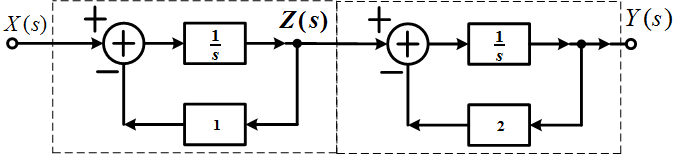 X(s) + + 1/s Z(s) + + 1/s Y(s)
− −
1 2